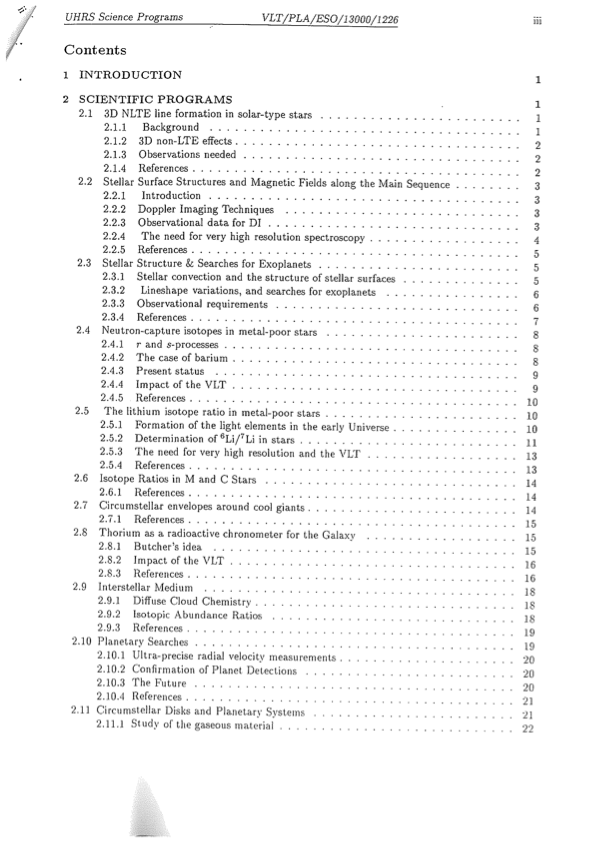 UHRS Science Programs VLT/PLA/ESO/13000/1226 iii
Contents
1 INTRODUCTION 1
2 SCIENTIFIC PROGRAMS 1
2.1 3D NLTE line formation in solar-type stars . . . . . . . . . . . . . . . . . . . . . . . 1
2.1.1 Background . . . . . . . . . . . . . . . . . . . . . . . 1
2.1.2 3D non-LTE effects . . . . . . . . . . . . . . . . . . . . . . . 2
2.1.3 Observations needed . . . . . . . . . . . . . . . . . . . . . . . 2
2.1.4 References . . . . . . . . . . . . . . . . . . . . . . . 2
2.2 Stellar Surface Structures and Magnetic Fields along the Main Sequence . . . . . . . . 3
2.2.1 Introduction . . . . . . . . . . . . . . . . . . . . . . . 3
2.2.2 Doppler Imaging Techniques . . . . . . . . . . . . . . . . . . . . . . . 3
2.2.3 Observational data for DI . . . . . . . . . . . . . . . . . . . . . . . 3
2.2.4 The need for very high resolution spectroscopy . . . . . . . . . . . . . . . . . 4
2.2.5 References . . . . . . . . . . . . . . . . . . . . . . . 5
2.3 Stellar Structure & Searches for Exoplanets . . . . . . . . . . . . . . . . . . . . . . . 5
2.3.1 Stellar convection and the structure of stellar surfaces . . . . . . . . . . . . . . 5
2.3.2 Lineshape variations, and searches for exoplanets . . . . . . . . . . . . . . . 6
2.3.3 Observational requirements . . . . . . . . . . . . . . . . . . . . . . . 6
2.3.4 References . . . . . . . . . . . . . . . . . . . . . . . 7
2.4 Neutron-capture isotopes in metal-poor stars . . . . . . . . . . . . . . . . . . . . . . 8
2.4.1 r and s-processes . . . . . . . . . . . . . . . . . . . . . . . 8
2.4.2 The case of barium . . . . . . . . . . . . . . . . . . . . . . . 8
2.4.3 Present status . . . . . . . . . . . . . . . . . . . . . . . 9
2.4.4 Impact of the VLT . . . . . . . . . . . . . . . . . . . . . . . 9
2.4.5 References . . . . . . . . . . . . . . . . . . . . . . . 10
2.5 The lithium isotope ratio in metal-poor stars . . . . . . . . . . . . . . . . . . . . . . 10
2.5.1 Formation of the light elements in the early Universe . . . . . . . . . . . . . . . 10
2.5.2 Determination of ⁶Li/⁷Li in stars . . . . . . . . . . . . . . . . . . . . . . . 11
2.5.3 The need for very high resolution and the VLT . . . . . . . . . . . . . . . . . . 13
2.5.4 References . . . . . . . . . . . . . . . . . . . . . . . 13
2.6 Isotope Ratios in M and C Stars . . . . . . . . . . . . . . . . . . . . . . . 14
2.6.1 References . . . . . . . . . . . . . . . . . . . . . . . 14
2.7 Circumstellar envelopes around cool giants . . . . . . . . . . . . . . . . . . . . . . . 14
2.7.1 References . . . . . . . . . . . . . . . . . . . . . . . 15
2.8 Thorium as a radioactive chronometer for the Galaxy . . . . . . . . . . . . . . . . . . 15
2.8.1 Butcher's idea . . . . . . . . . . . . . . . . . . . . . . . 15
2.8.2 Impact of the VLT . . . . . . . . . . . . . . . . . . . . . . . 16
2.8.3 References . . . . . . . . . . . . . . . . . . . . . . . 16
2.9 Interstellar Medium . . . . . . . . . . . . . . . . . . . . . . . 18
2.9.1 Diffuse Cloud Chemistry . . . . . . . . . . . . . . . . . . . . . . . 18
2.9.2 Isotopic Abundance Ratios . . . . . . . . . . . . . . . . . . . . . . . 18
2.9.3 References . . . . . . . . . . . . . . . . . . . . . . . 19
2.10 Planetary Searches . . . . . . . . . . . . . . . . . . . . . . . 19
2.10.1 Ultra-precise radial velocity measurements . . . . . . . . . . . . . . . . . . . . 20
2.10.2 Confirmation of Planet Detections . . . . . . . . . . . . . . . . . . . . . . . 20
2.10.3 The Future . . . . . . . . . . . . . . . . . . . . . . . 20
2.10.4 References . . . . . . . . . . . . . . . . . . . . . . . 21
2.11 Circumstellar Disks and Planetary Systems . . . . . . . . . . . . . . . . . . . . . . . 21
2.11.1 Study of the gaseous material . . . . . . . . . . . . . . . . . . . . . . . 22